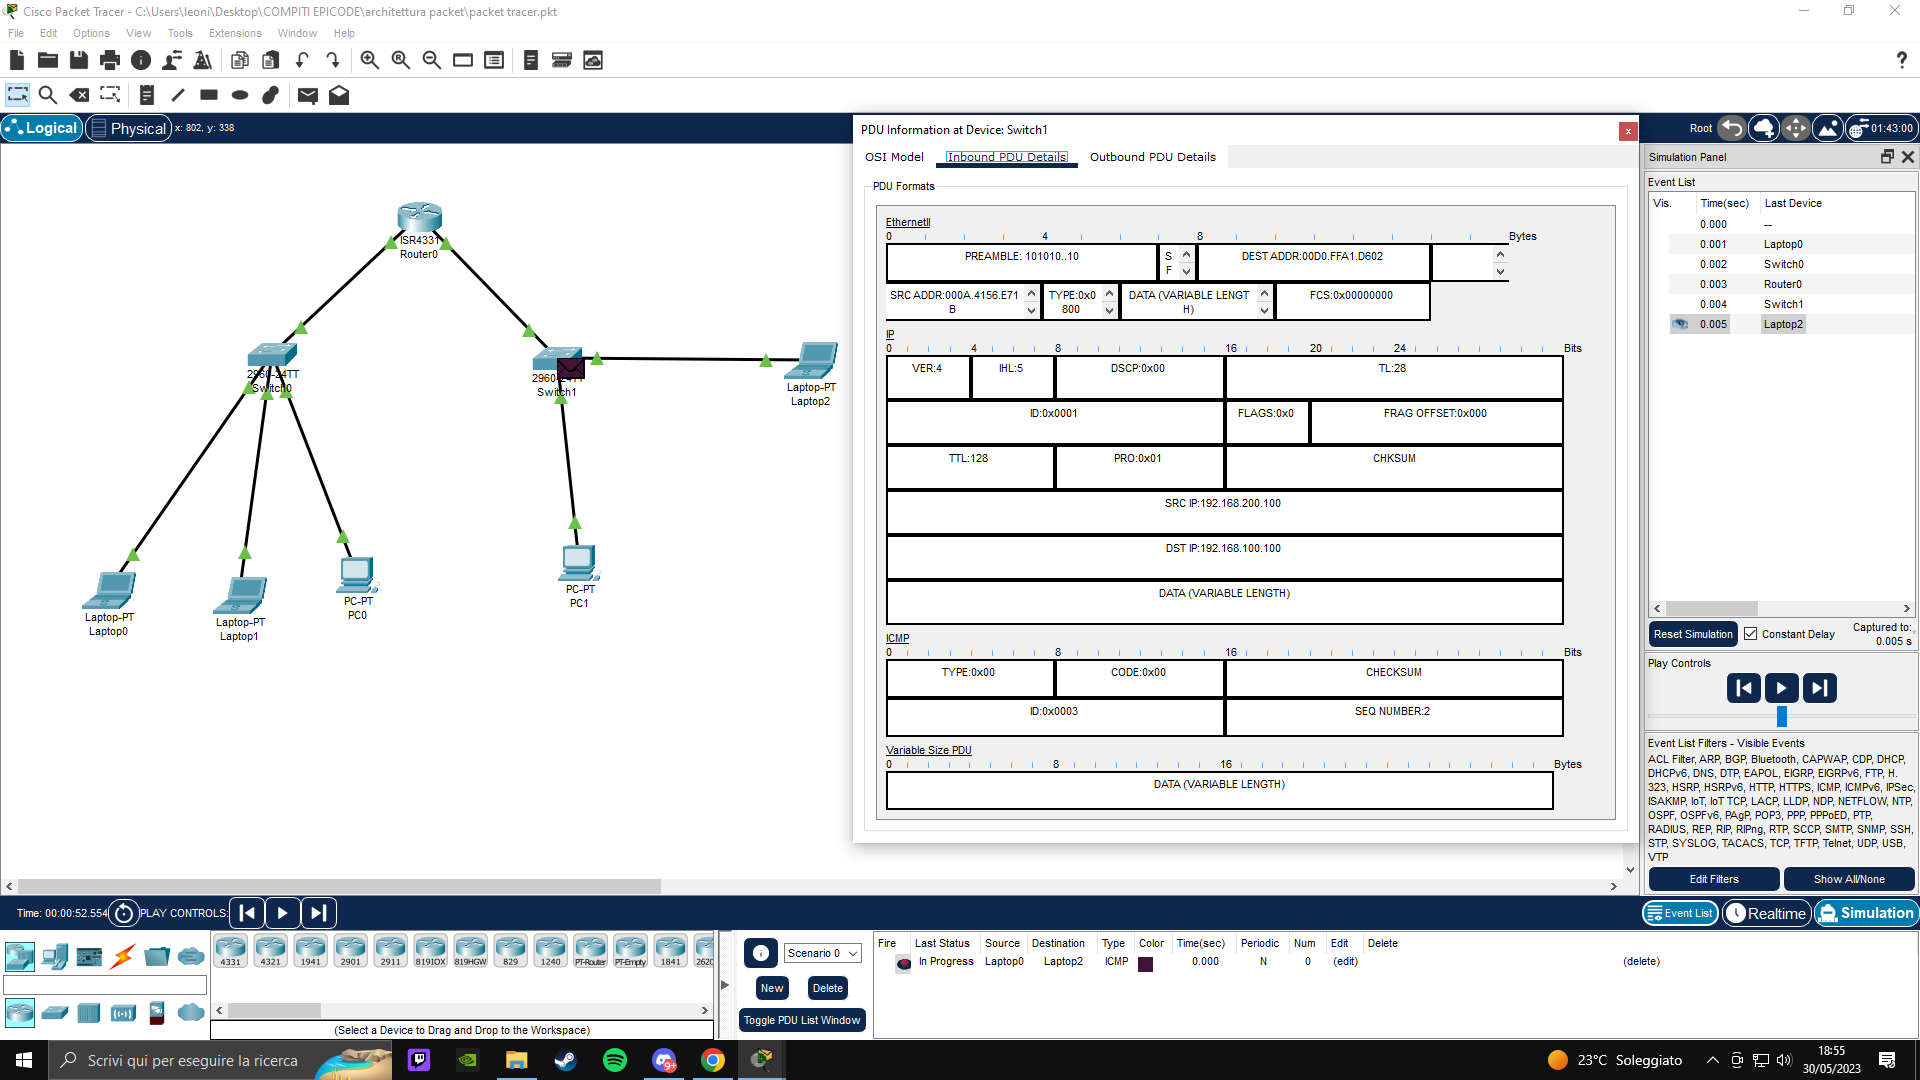 Cisco Packet Tracer - C:\Users\leoni\Desktop\COMPITI EPICODE\architettura packet\packet tracer.pkt
File Edit Options View Tools Extensions Window Help
Logical Physical x: 802, y: 338
Root 01:43:00
ISR4331
Router0
2960-24TT
Switch0
2960-24TT
Switch1
Laptop-PT
Laptop2
Laptop-PT
Laptop0
Laptop-PT
Laptop1
PC-PT
PC0
PC-PT
PC1
PDU Information at Device: Switch1
x
OSI Model Inbound PDU Details Outbound PDU Details
PDU Formats
EthernetII
0 4 8 Bytes
PREAMBLE: 101010..10
S
F
DEST ADDR:00D0.FFA1.D602
SRC ADDR:000A.4156.E71
B
TYPE:0x0
800
DATA (VARIABLE LENGT
H)
FCS:0x00000000
IP
0 4 8 16 20 24 Bits
VER:4 IHL:5 DSCP:0x00 TL:28
ID:0x0001 FLAGS:0x0 FRAG OFFSET:0x000
TTL:128 PRO:0x01 CHKSUM
SRC IP:192.168.200.100
DST IP:192.168.100.100
DATA (VARIABLE LENGTH)
ICMP
0 8 16 Bits
TYPE:0x00 CODE:0x00 CHECKSUM
ID:0x0003 SEQ NUMBER:2
Variable Size PDU
0 8 16 Bytes
DATA (VARIABLE LENGTH)
Simulation Panel
Event List
Vis. Time(sec) Last Device
0.000 --
0.001 Laptop0
0.002 Switch0
0.003 Router0
0.004 Switch1
0.005 Laptop2
Reset Simulation Constant Delay
Captured to:
0.005 s
Play Controls
Event List Filters - Visible Events
ACL Filter, ARP, BGP, Bluetooth, CAPWAP, CDP, DHCP,
DHCPv6, DNS, DTP, EAPOL, EIGRP, EIGRPv6, FTP, H.
323, HSRP, HSRPv6, HTTP, HTTPS, ICMP, ICMPv6, IPSec,
ISAKMP, IoT, IoT TCP, LACP, LLDP, NDP, NETFLOW, NTP,
OSPF, OSPFv6, PAgP, POP3, PPP, PPPoED, PTP,
RADIUS, REP, RIP, RIPng, RTP, SCCP, SMTP, SNMP, SSH,
STP, SYSLOG, TACACS, TCP, TFTP, Telnet, UDP, USB,
VTP
Edit Filters Show All/None
Time: 00:00:52.554 PLAY CONTROLS:
Event List Realtime Simulation
4331 4321 1941 2901 2911 819IOX 819HGW 829 1240 PT-Router PT-Empty 1841 2620
(Select a Device to Drag and Drop to the Workspace)
Scenario 0
New Delete
Toggle PDU List Window
Fire Last Status Source Destination Type Color Time(sec) Periodic Num Edit Delete
In Progress Laptop0 Laptop2 ICMP 0.000 N 0 (edit) (delete)
Scrivi qui per eseguire la ricerca
9+
23°C Soleggiato
18:55
30/05/2023